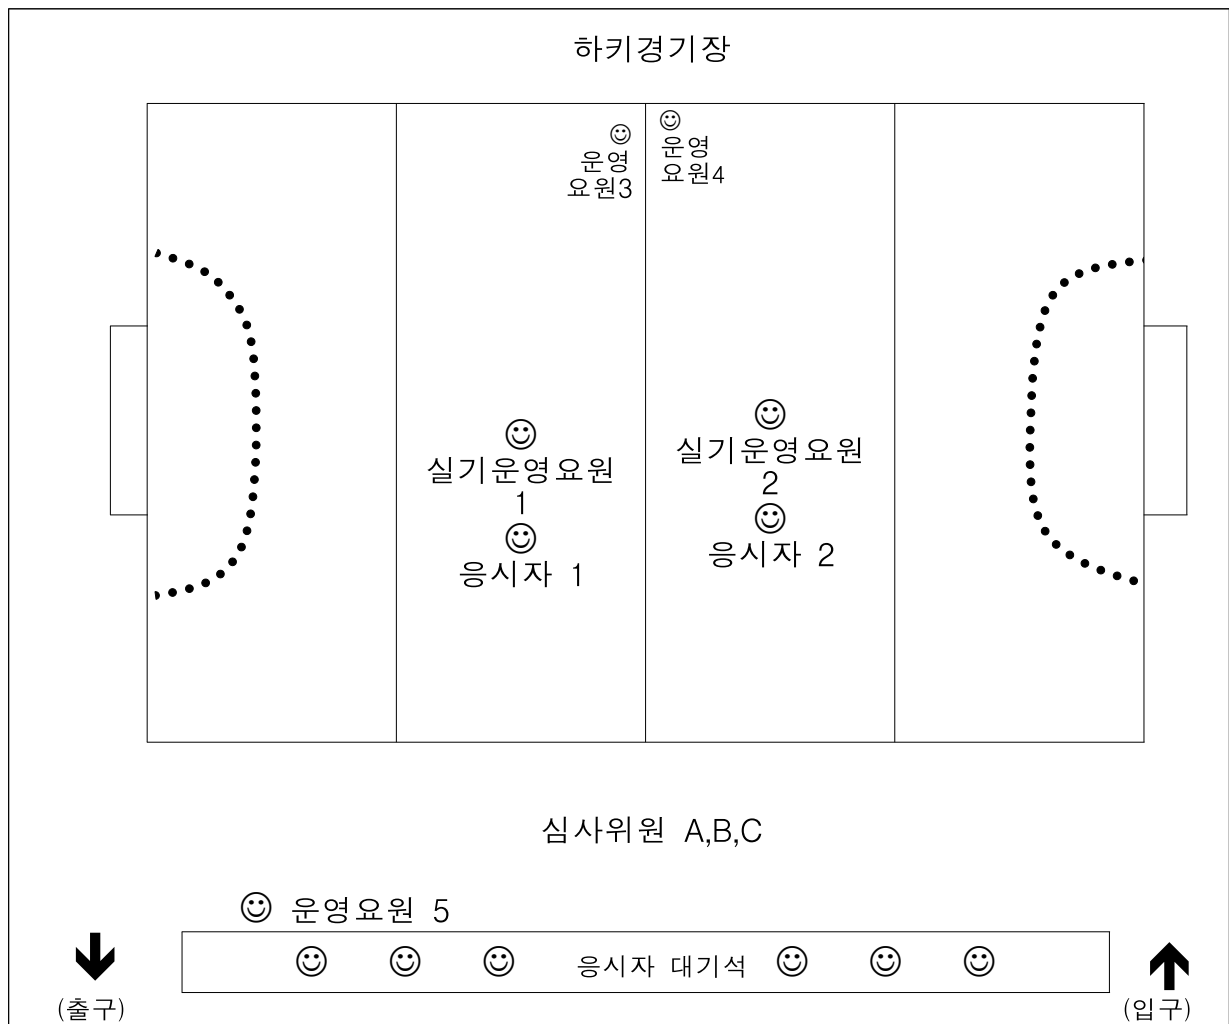 하키경기장
운영
요원3
운영
요원4
실기운영요원
1
응시자 1
실기운영요원
2
응시자 2
심사위원 A,B,C
운영요원 5
응시자 대기석
(출구)
(입구)